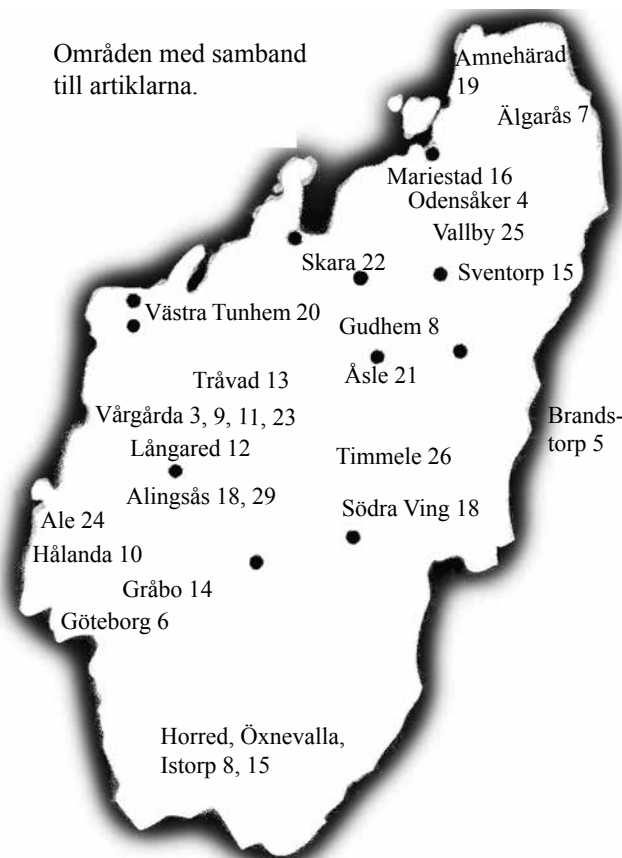 Områden med samband
till artiklarna.
Amnehärad
19
Älgarås 7
Mariestad 16
Odensåker 4
Vallby 25
Skara 22
Sventorp 15
Västra Tunhem 20
Gudhem 8
Tråvad 13
Åsle 21
Vårgårda 3, 9, 11, 23
Brands-
torp 5
Långared 12
Timmele 26
Alingsås 18, 29
Södra Ving 18
Ale 24
Hålanda 10
Gråbo 14
Göteborg 6
Horred, Öxnevalla,
Istorp 8, 15